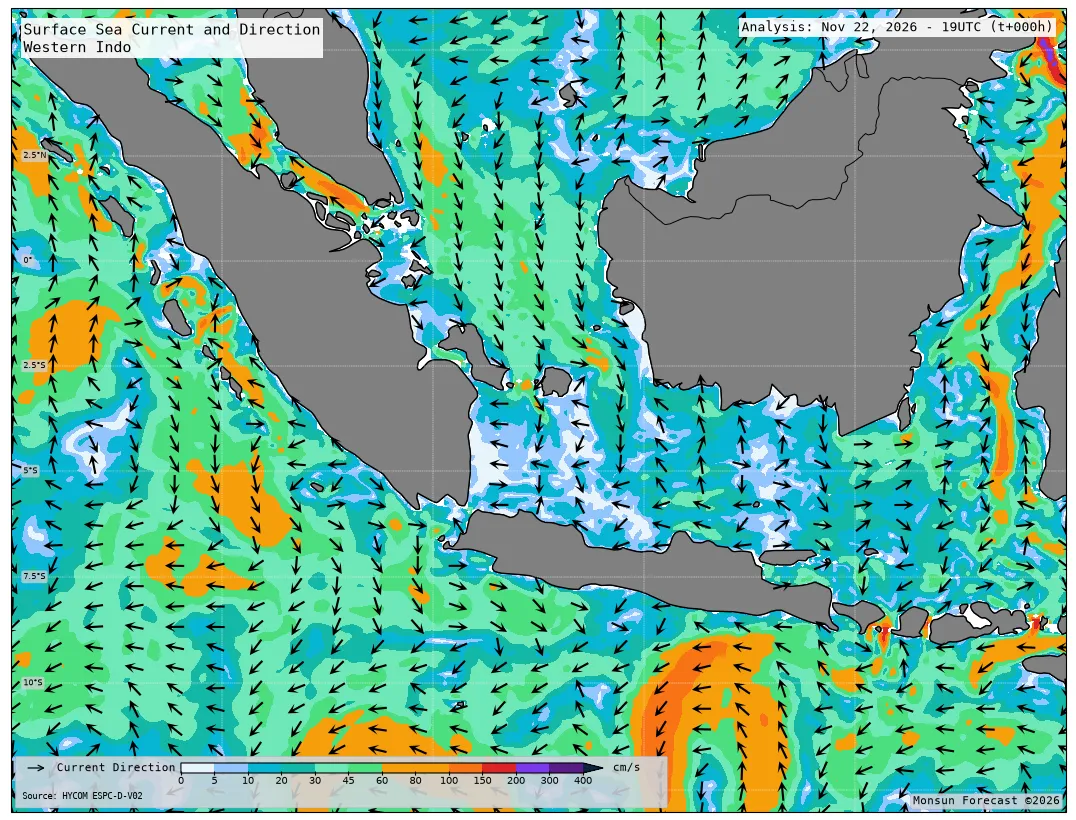 Surface Sea Current and Direction
Western Indo
Analysis: Nov 22, 2026 - 19UTC (t+000h)
2.5°N
0°
2.5°S
5°S
7.5°S
10°S
Current Direction
0 5 10 20 30 45 60 80 100 150 200 300 400 cm/s
Source: HYCOM ESPC-D-V02
Monsun Forecast ©2026